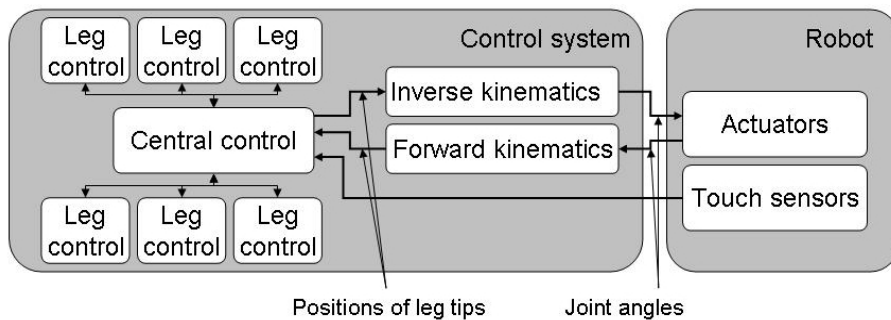 Leg control
Leg control
Leg control
Control system
Robot
Inverse kinematics
Central control
Forward kinematics
Actuators
Touch sensors
Leg control
Leg control
Leg control
Positions of leg tips
Joint angles